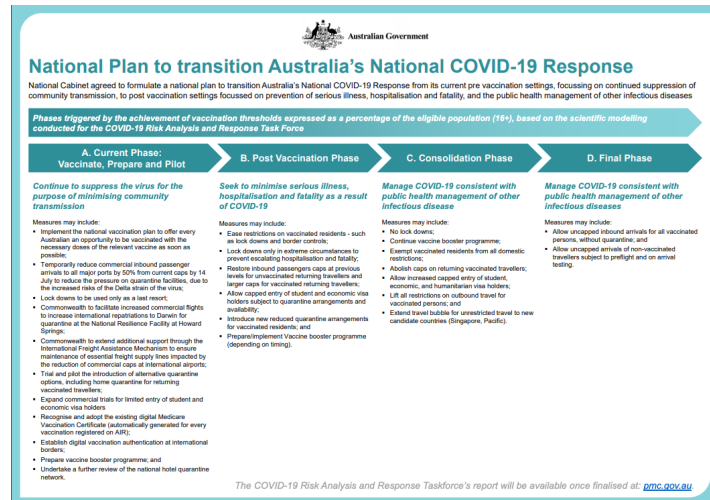 Australian Government
National Plan to transition Australia's National COVID-19 Response
National Cabinet agreed to formulate a national plan to transition Australia's National COVID-19 Response from its current pre vaccination settings, focussing on continued suppression of
community transmission, to post vaccination settings focussed on prevention of serious illness, hospitalisation and fatality, and the public health management of other infectious diseases
Phases triggered by the achievement of vaccination thresholds expressed as a percentage of the eligible population (16+), based on the scientific modelling
conducted for the COVID-19 Risk Analysis and Response Task Force
A. Current Phase:
Vaccinate, Prepare and Pilot
Continue to suppress the virus for the
purpose of minimising community
transmission
Measures may include:
▪ Implement the national vaccination plan to offer every
Australian an opportunity to be vaccinated with the
necessary doses of the relevant vaccine as soon as
possible;
▪ Temporarily reduce commercial inbound passenger
arrivals to all major ports by 50% from current caps by 14
July to reduce the pressure on quarantine facilities, due to
the increased risks of the Delta strain of the virus;
▪ Lock downs to be used only as a last resort;
▪ Commonwealth to facilitate increased commercial flights
to increase international repatriations to Darwin for
quarantine at the National Resilience Facility at Howard
Springs;
▪ Commonwealth to extend additional support through the
International Freight Assistance Mechanism to ensure
maintenance of essential freight supply lines impacted by
the reduction of commercial caps at international airports;
▪ Trial and pilot the introduction of alternative quarantine
options, including home quarantine for returning
vaccinated travellers;
▪ Expand commercial trials for limited entry of student and
economic visa holders
▪ Recognise and adopt the existing digital Medicare
Vaccination Certificate (automatically generated for every
vaccination registered on AIR);
▪ Establish digital vaccination authentication at international
borders;
▪ Prepare vaccine booster programme; and
▪ Undertake a further review of the national hotel quarantine
network.
B. Post Vaccination Phase
Seek to minimise serious illness,
hospitalisation and fatality as a result
of COVID-19
Measures may include:
▪ Ease restrictions on vaccinated residents - such
as lock downs and border controls;
▪ Lock downs only in extreme circumstances to
prevent escalating hospitalisation and fatality;
▪ Restore inbound passengers caps at previous
levels for unvaccinated returning travellers and
larger caps for vaccinated returning travellers;
▪ Allow capped entry of student and economic visa
holders subject to quarantine arrangements and
availability;
▪ Introduce new reduced quarantine arrangements
for vaccinated residents; and
▪ Prepare/implement Vaccine booster programme
(depending on timing).
C. Consolidation Phase
Manage COVID-19 consistent with
public health management of other
infectious disease
Measures may include:
▪ No lock downs;
▪ Continue vaccine booster programme;
▪ Exempt vaccinated residents from all domestic
restrictions;
▪ Abolish caps on returning vaccinated travellers;
▪ Allow increased capped entry of student,
economic, and humanitarian visa holders;
▪ Lift all restrictions on outbound travel for
vaccinated persons; and
▪ Extend travel bubble for unrestricted travel to new
candidate countries (Singapore, Pacific).
D. Final Phase
Manage COVID-19 consistent with
public health management of other
infectious diseases
Measures may include:
▪ Allow uncapped inbound arrivals for all vaccinated
persons, without quarantine; and
▪ Allow uncapped arrivals of non-vaccinated
travellers subject to preflight and on arrival
testing.
The COVID-19 Risk Analysis and Response Taskforce's report will be available once finalised at: pmc.gov.au.